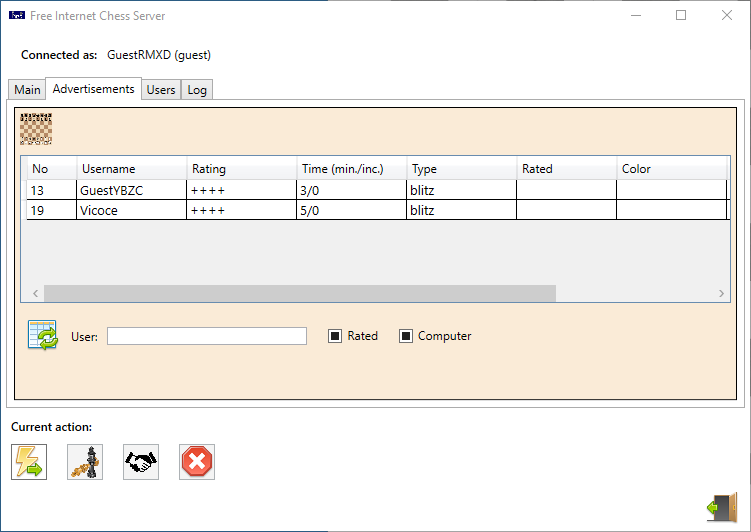 Free Internet Chess Server
Connected as: GuestRMXD (guest)
Main Advertisements Users Log
No Username Rating Time (min./inc.) Type Rated Color
13 GuestYBZC ++++ 3/0 blitz
19 Vicoce ++++ 5/0 blitz
User: Rated Computer
Current action: